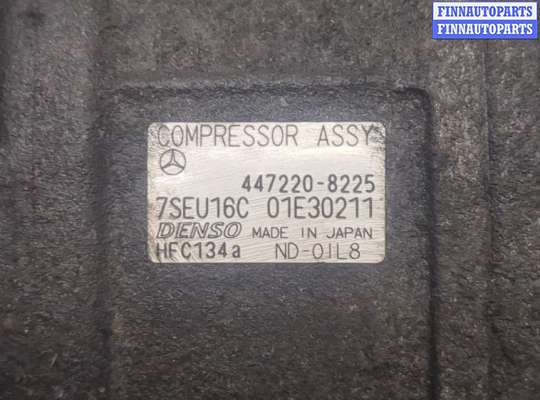 FINNAUTOPARTS
FINNAUTOPARTS
COMPRESSOR ASSY
447220-8225
7SEU16C 01E30211
DENSO MADE IN JAPAN
HFC134a ND-OIL8